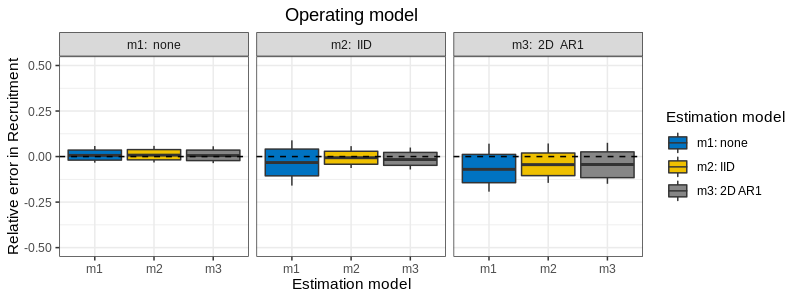 Operating model
m1: none
m2: IID
m3: 2D AR1
Relative error in Recruitment
0.50
0.25
0.00
-0.25
-0.50
m1 m2 m3
m1 m2 m3
m1 m2 m3
Estimation model
Estimation model
m1: none
m2: IID
m3: 2D AR1